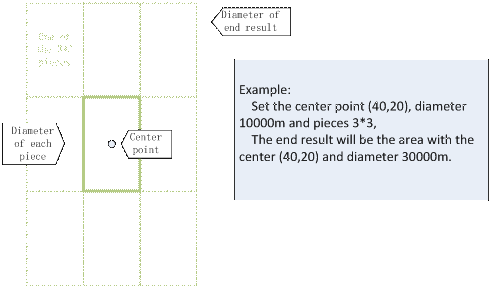 Diameter of
end result
One of
the 3*3
pieces
Diameter
of each
piece
Center
point
Example:
Set the center point (40,20), diameter
10000m and pieces 3*3,
The end result will be the area with the
center (40,20) and diameter 30000m.